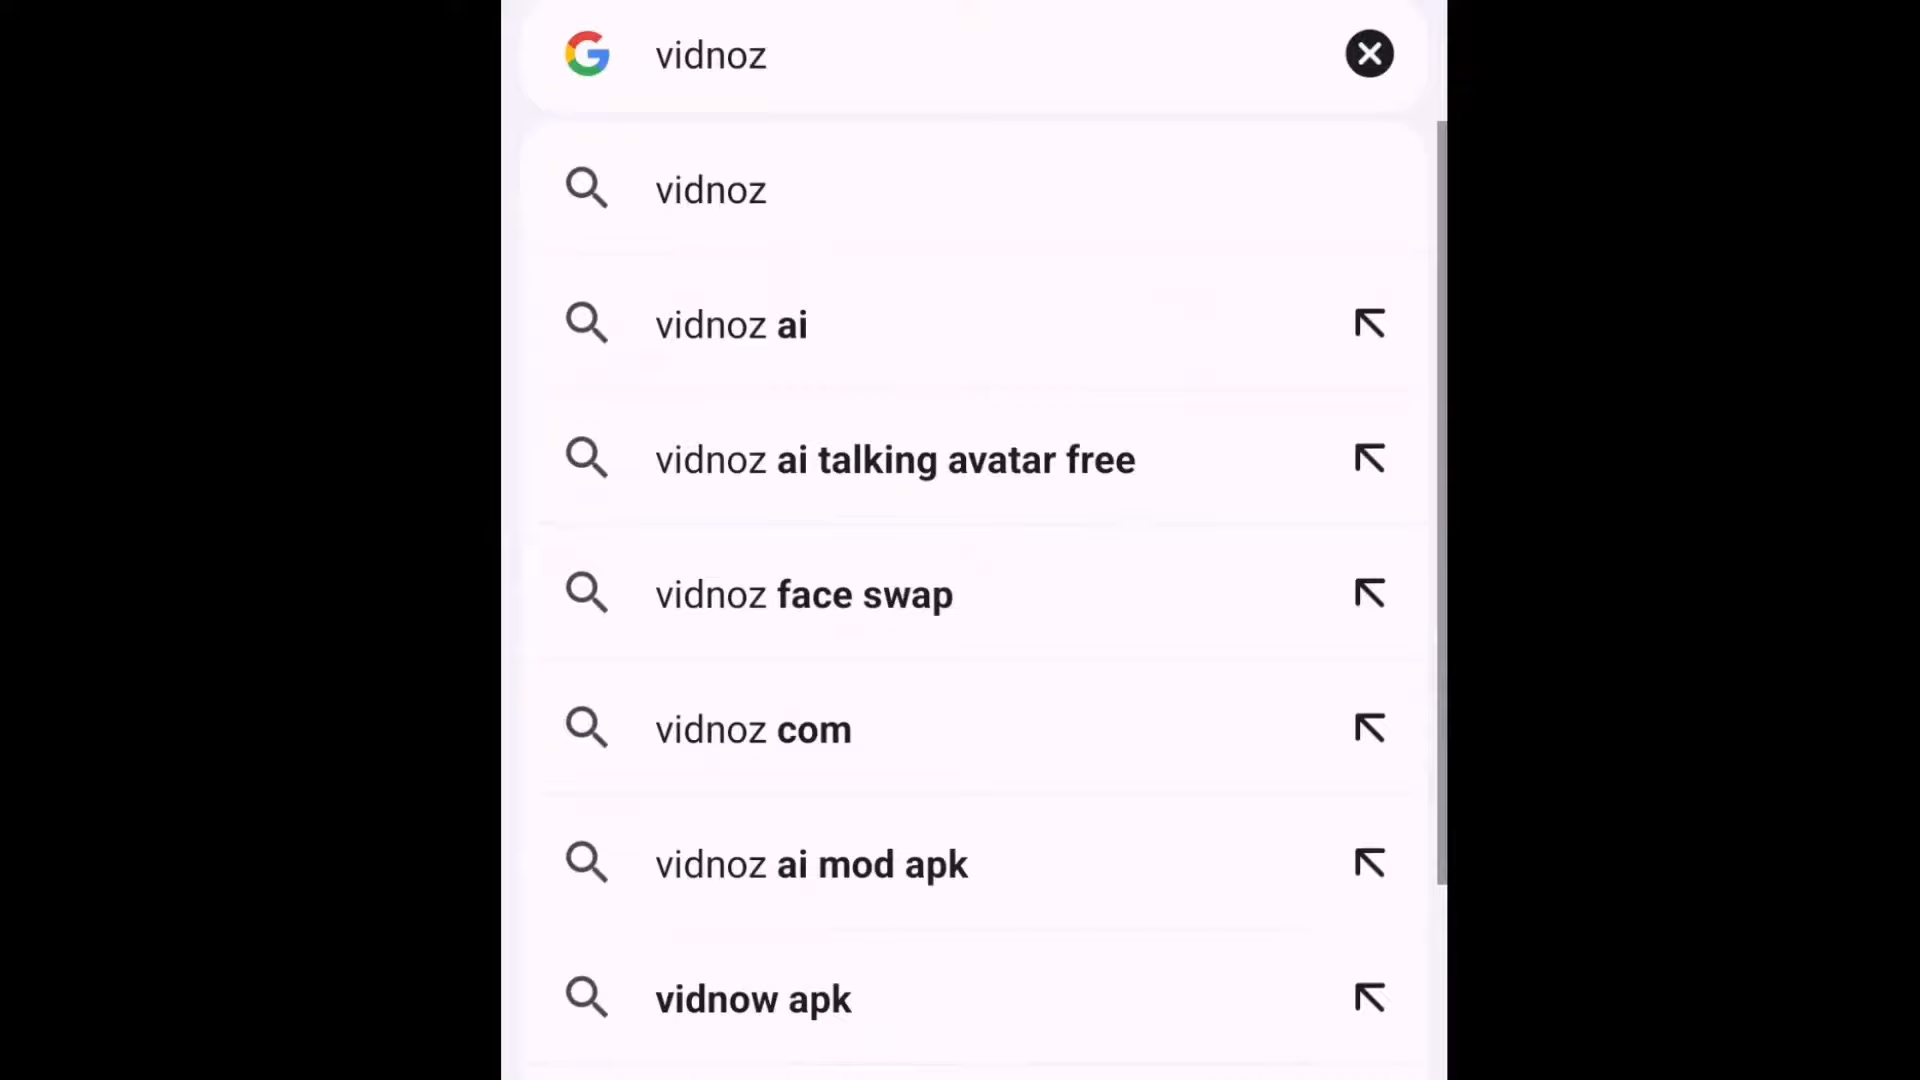 vidnoz
vidnoz
vidnoz ai
vidnoz ai talking avatar free
vidnoz face swap
vidnoz com
vidnoz ai mod apk
vidnow apk